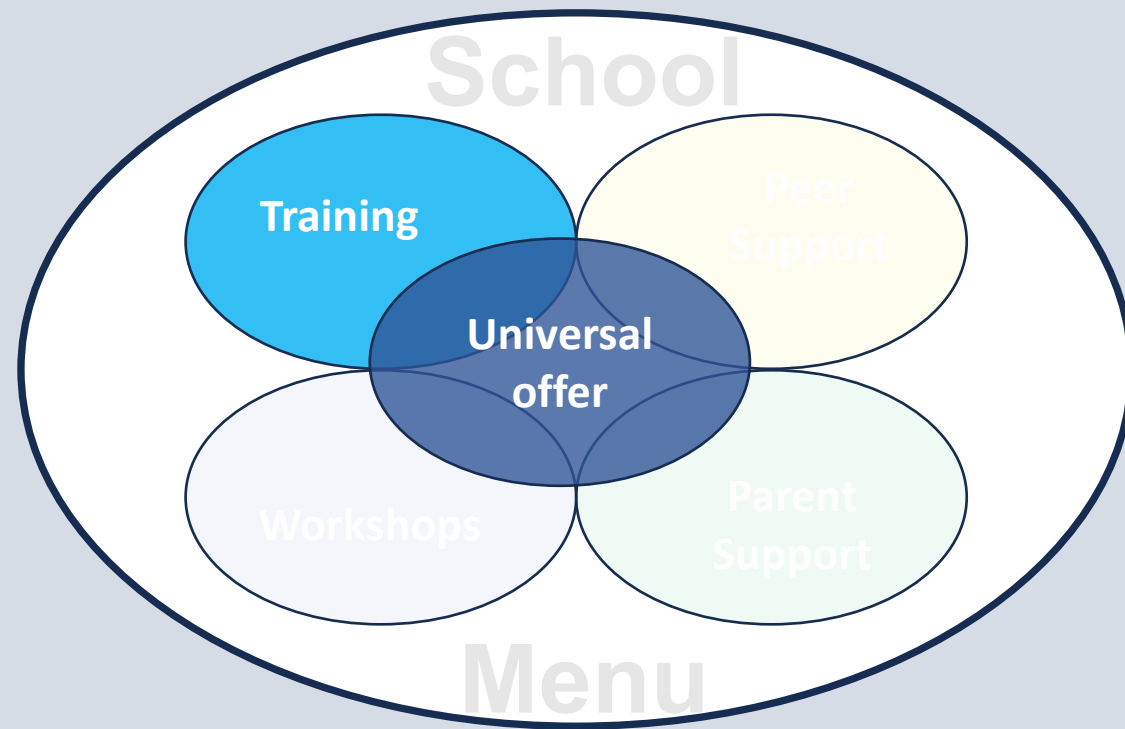 School
Training
Peer
Support
Universal
offer
Workshops
Parent
Support
Menu